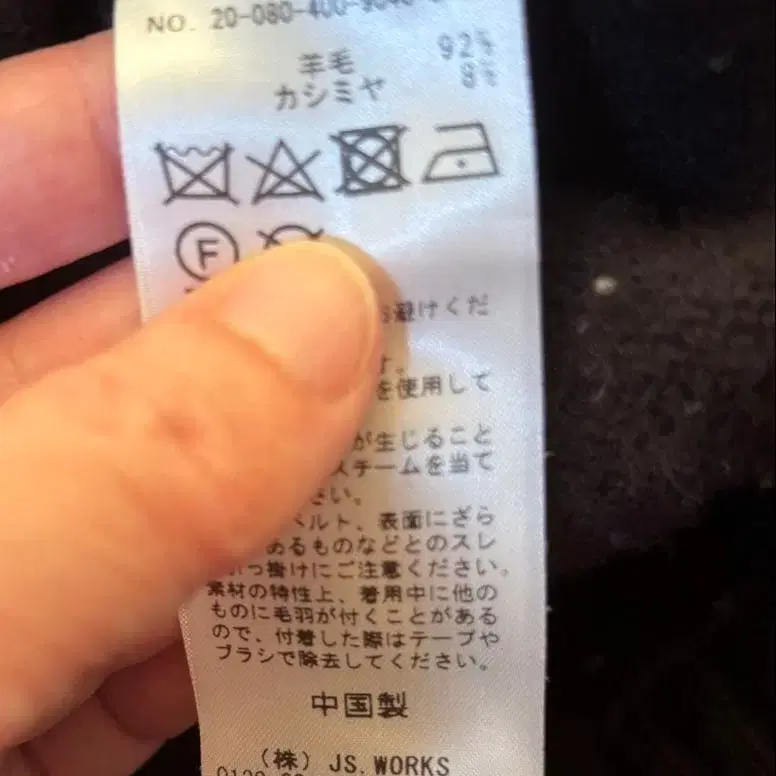 NO. 20-080-400-9040-
羊毛 92%
カシミヤ 8%
F
避けくだ
す。
を使用して
が生じること
スチームを当て
さい。
ベルト、表面にざら
あるものなどとのスレ
っ掛けにご注意ください。
素材の特性上、着用中に他の
ものに毛羽が付くことがある
ので、付着した際はテープや
ブラシで除去してください。
中国製
(株) JS.WORKS